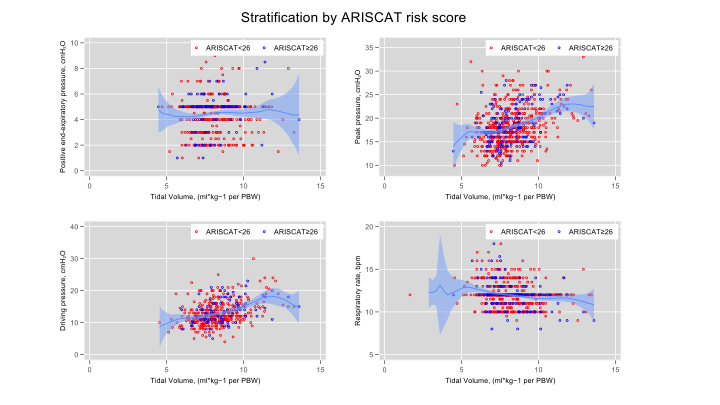 Stratification by ARISCAT risk score
Positive end-expiratory pressure, cmH₂O
10
8
6
4
2
0
ARISCAT<26 ARISCAT≥26
0 5 10 15
Tidal Volume, (ml*kg−1 per PBW)
Peak pressure, cmH₂O
35
30
25
20
15
10
ARISCAT<26 ARISCAT≥26
0 5 10 15
Tidal Volume, (ml*kg−1 per PBW)
Driving pressure, cmH₂O
40
30
20
10
0
ARISCAT<26 ARISCAT≥26
0 5 10 15
Tidal Volume, (ml*kg−1 per PBW)
Respiratory rate, bpm
20
15
10
5
ARISCAT<26 ARISCAT≥26
0 5 10 15
Tidal Volume, (ml*kg−1 per PBW)